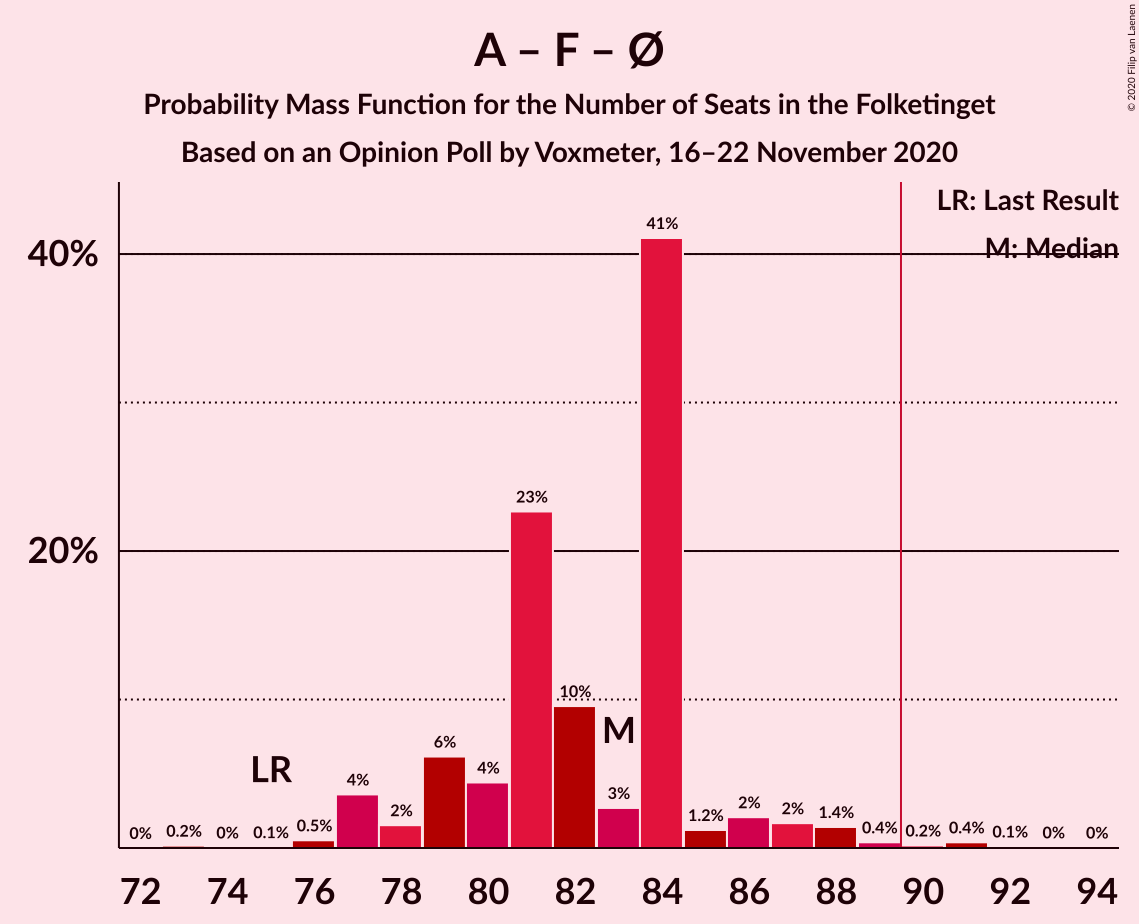 A – F – Ø
Probability Mass Function for the Number of Seats in the Folketinget
Based on an Opinion Poll by Voxmeter, 16–22 November 2020
© 2020 Filip van Laenen
LR: Last Result
M: Median
40%
20%
0%
0.2%
0%
0.1%
0.5%
4%
2%
6%
4%
23%
10%
3%
41%
1.2%
2%
2%
1.4%
0.4%
0.2%
0.4%
0.1%
0%
0%
LR
M
72 74 76 78 80 82 84 86 88 90 92 94